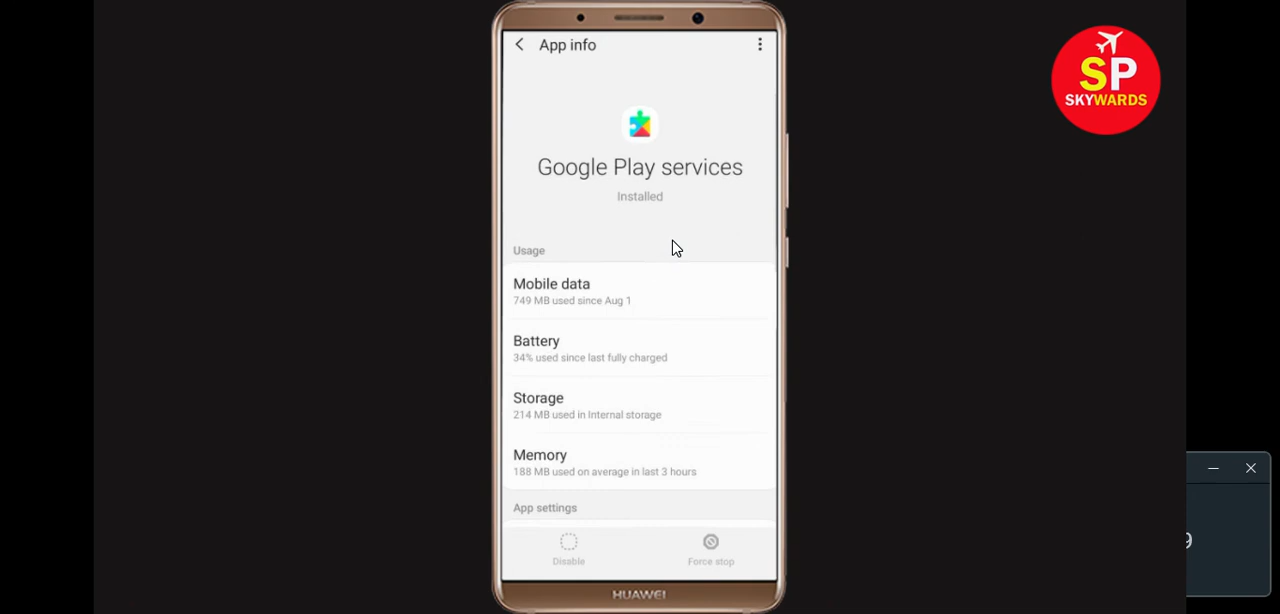 App info
SP
SKYWARDS
Google Play services
Installed
Usage
Mobile data
749 MB used since Aug 1
Battery
34% used since last fully charged
Storage
214 MB used in Internal storage
Memory
188 MB used on average in last 3 hours
App settings
Disable
Force stop
9
HUAWEI